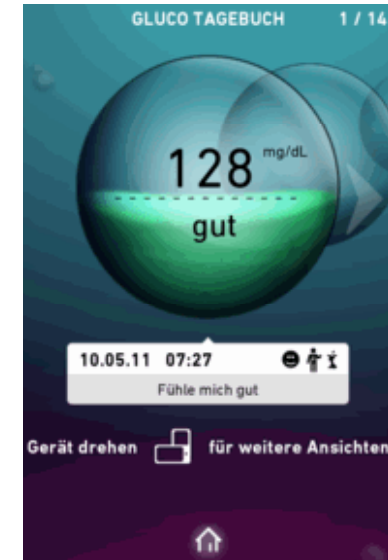 GLUCO TAGEBUCH 1 / 14
128 mg/dL
gut
10.05.11 07:27
Fühle mich gut
Gerät drehen für weitere Ansichten